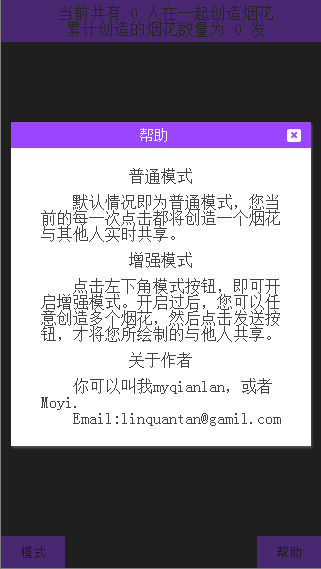 当前共有 0 人在一起创造烟花
累计创造的烟花数量为 0 发
帮助
普通模式
默认情况即为普通模式，您当
前的每一次点击都将创造一个烟花
与其他人实时共享。
增强模式
点击左下角模式按钮，即可开
启增强模式。开启过后，您可以任
意创造多个烟花，然后点击发送按
钮，才将您所绘制的与他人共享。
关于作者
你可以叫我myqianlan，或者
Moyi.
Email:linquantan@gamil.com
模式
帮助